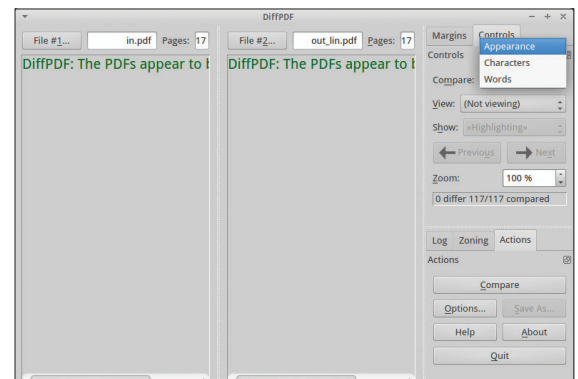 DiffPDF
File #1... in.pdf Pages: 17
File #2... out_lin.pdf Pages: 17
DiffPDF: The PDFs appear to b
DiffPDF: The PDFs appear to b
Margins Controls
Controls
Compare:
Appearance
Characters
Words
View: (Not viewing)
Show: «Highlighting»
Previous Next
Zoom: 100 %
0 differ 117/117 compared
Log Zoning Actions
Actions
Compare
Options... Save As...
Help About
Quit